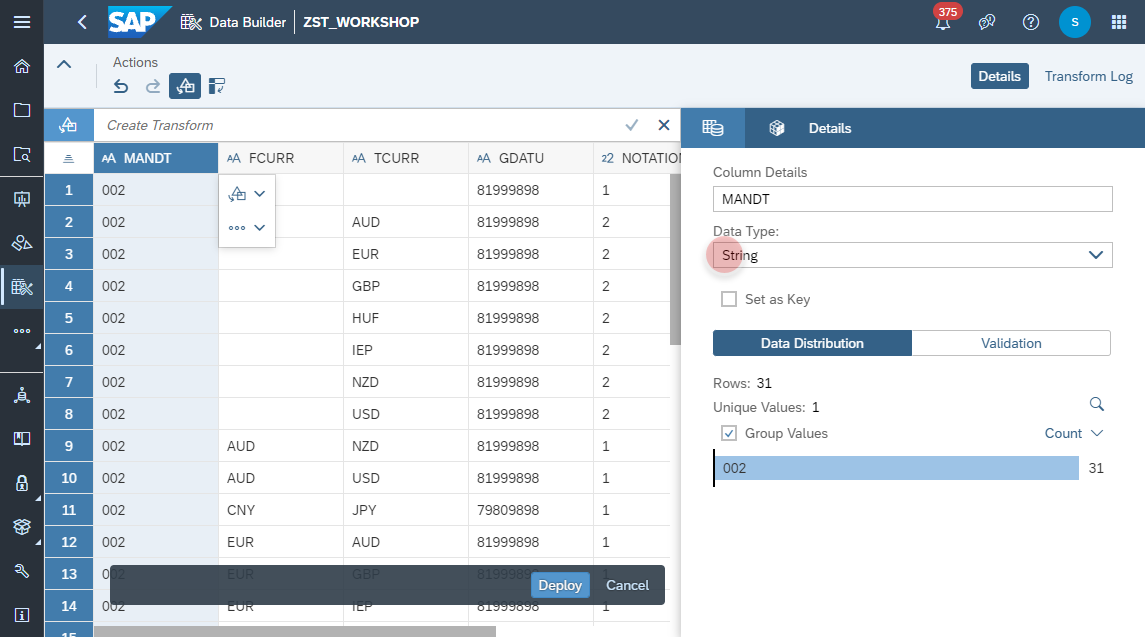 SAP Data Builder ZST_WORKSHOP 375 S
Actions
Details Transform Log
Create Transform
MANDT FCURR TCURR GDATU NOTATION
1 002 81999898 1
2 002 AUD 81999898 2
3 002 EUR 81999898 2
4 002 GBP 81999898 2
5 002 HUF 81999898 2
6 002 IEP 81999898 2
7 002 NZD 81999898 2
8 002 USD 81999898 2
9 002 AUD NZD 81999898 1
10 002 AUD USD 81999898 1
11 002 CNY JPY 79809898 1
12 002 EUR AUD 81999898 1
13 002 EUR GBP 81999898 1
14 002 EUR IEP 81999898 1
15
Deploy Cancel
Details
Column Details
MANDT
Data Type:
String
Set as Key
Data Distribution Validation
Rows: 31
Unique Values: 1
Group Values Count
002 31